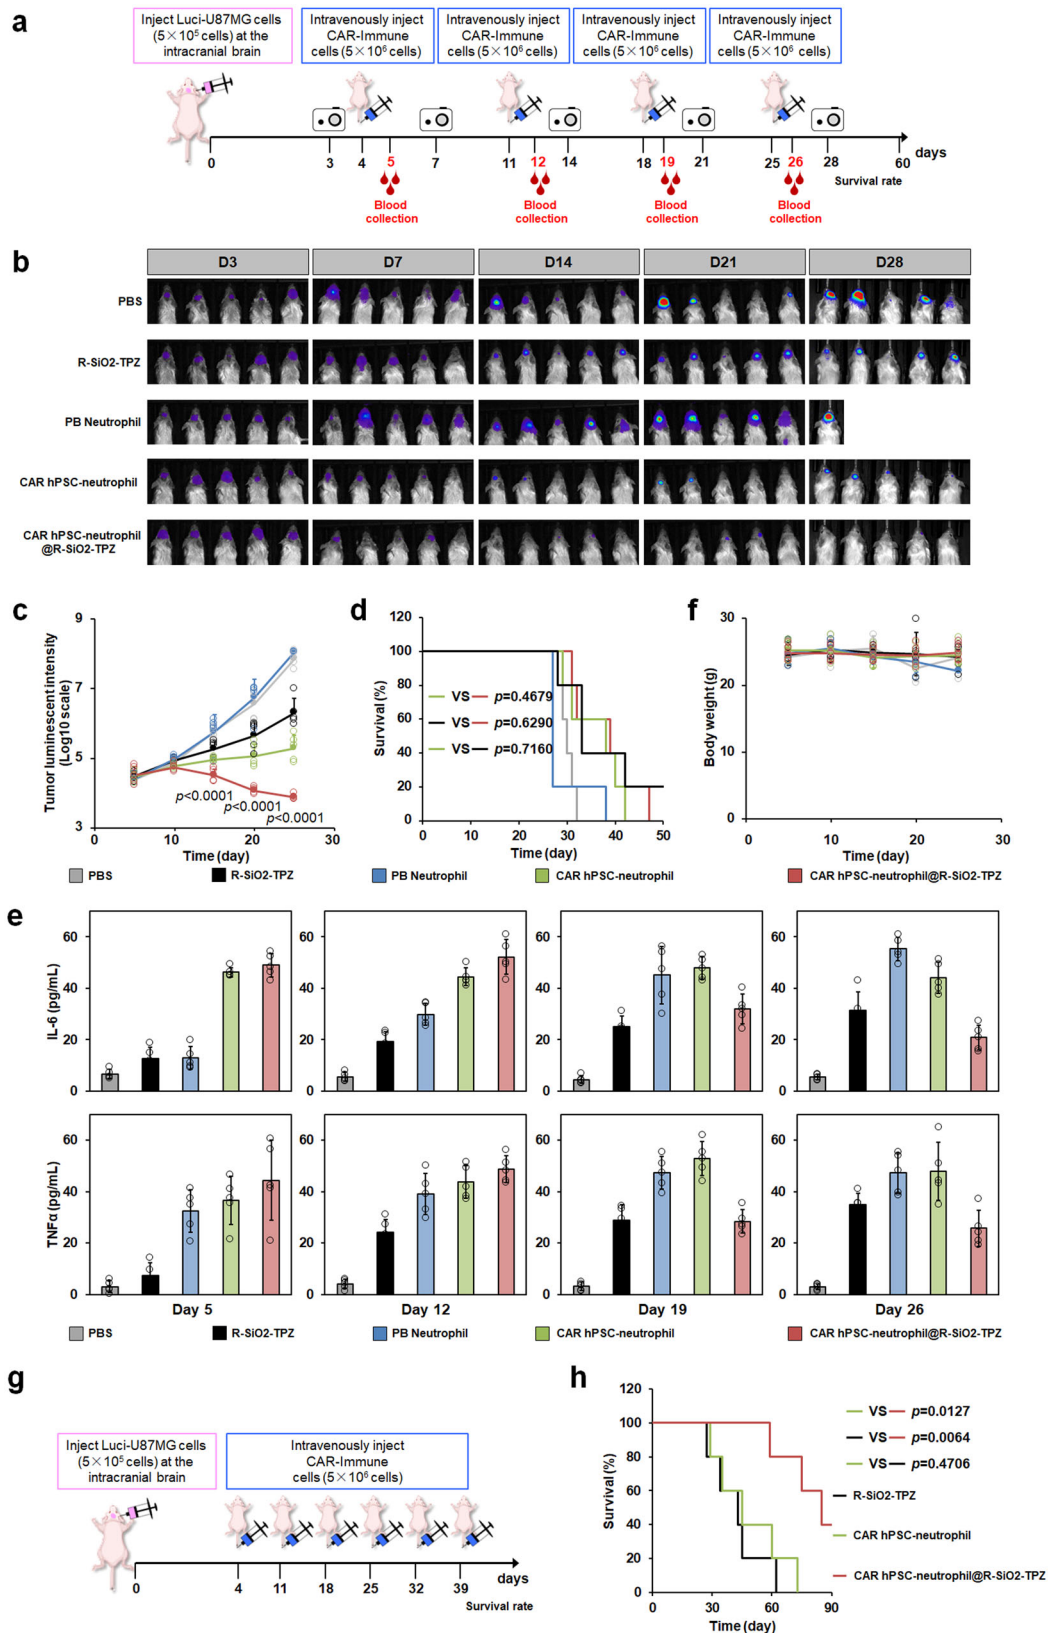 a
Inject Luci-U87MG cells
(5×10⁵ cells) at the
intracranial brain
Intravenously inject
CAR-Immune
cells (5×10⁶ cells)
Intravenously inject
CAR-Immune
cells (5×10⁶ cells)
Intravenously inject
CAR-Immune
cells (5×10⁶ cells)
Intravenously inject
CAR-Immune
cells (5×10⁶ cells)
0 3 4 5 7 11 12 14 18 19 21 25 26 28 60 days
Survival rate
Blood
collection
Blood
collection
Blood
collection
Blood
collection
b
D3 D7 D14 D21 D28
PBS
R-SiO2-TPZ
PB Neutrophil
CAR hPSC-neutrophil
CAR hPSC-neutrophil
@R-SiO2-TPZ
c
Tumor luminescent intensity
(Log10 scale)
9
7
5
3
p<0.0001
p<0.0001
p<0.0001
0 10 20 30
Time (day)
d
Survival (%)
120
100
80
60
40
20
0
VS p=0.4679
VS p=0.6290
VS p=0.7160
0 10 20 30 40 50
Time (day)
f
Body weight (g)
30
20
10
0
0 10 20 30
Time (day)
PBS R-SiO2-TPZ PB Neutrophil CAR hPSC-neutrophil CAR hPSC-neutrophil@R-SiO2-TPZ
e
IL-6 (pg/mL)
60
40
20
0
60
40
20
0
60
40
20
0
60
40
20
0
TNFα (pg/mL)
60
40
20
0
60
40
20
0
60
40
20
0
60
40
20
0
Day 5 Day 12 Day 19 Day 26
PBS R-SiO2-TPZ PB Neutrophil CAR hPSC-neutrophil CAR hPSC-neutrophil@R-SiO2-TPZ
g
Inject Luci-U87MG cells
(5×10⁵ cells) at the
intracranial brain
Intravenously inject
CAR-Immune
cells (5×10⁶ cells)
0 4 11 18 25 32 39 days
Survival rate
h
Survival (%)
120
100
80
60
40
20
0
VS p=0.0127
VS p=0.0064
VS p=0.4706
R-SiO2-TPZ
CAR hPSC-neutrophil
CAR hPSC-neutrophil@R-SiO2-TPZ
0 30 60 90
Time (day)